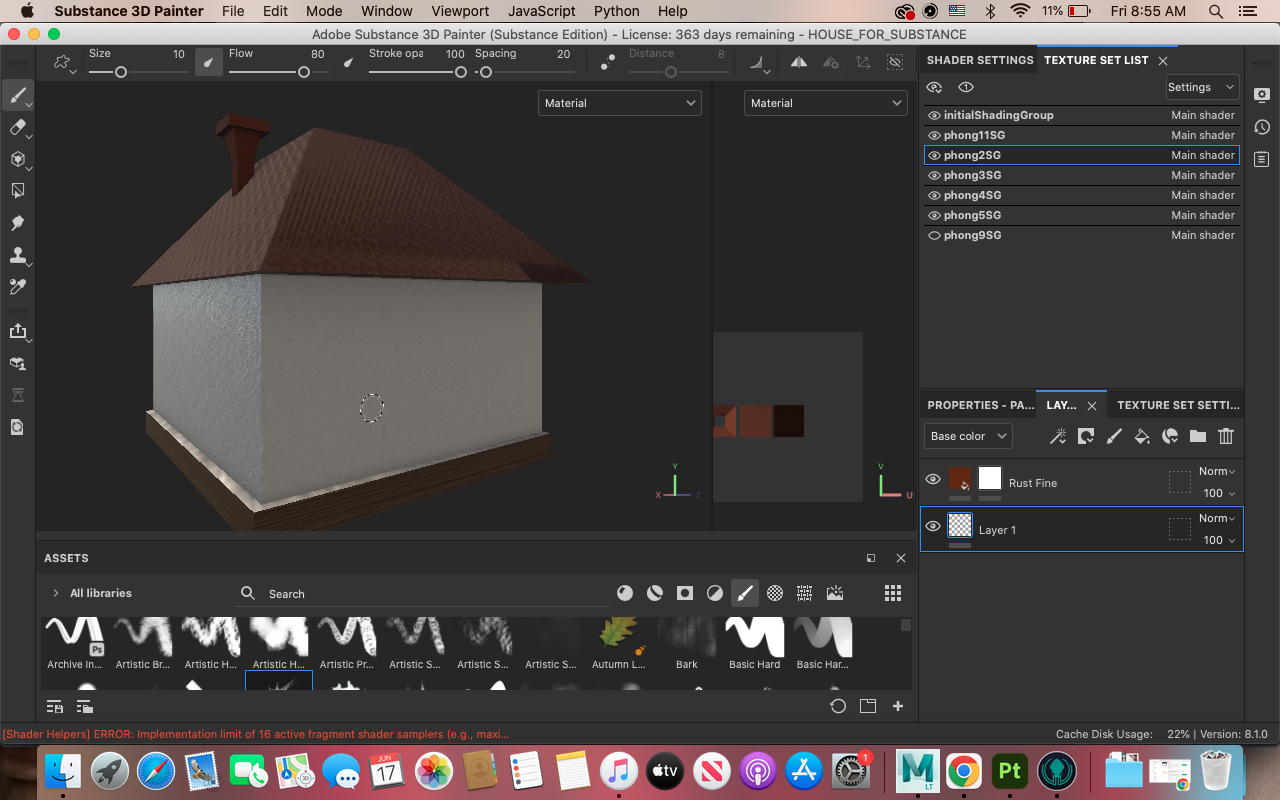 Substance 3D Painter File Edit Mode Window Viewport JavaScript Python Help 11% Fri 8:55 AM
Adobe Substance 3D Painter (Substance Edition) - License: 363 days remaining - HOUSE_FOR_SUBSTANCE
Size 10 Flow 80 Stroke opa 100 Spacing 20 Distance 8
SHADER SETTINGS TEXTURE SET LIST
Settings
Material Material
initialShadingGroup Main shader
phong11SG Main shader
phong2SG Main shader
phong3SG Main shader
phong4SG Main shader
phong5SG Main shader
phong9SG Main shader
Y
X Z
V
U
PROPERTIES - PA... LAY... TEXTURE SET SETTI...
Base color
Rust Fine Norm
100
Layer 1 Norm
100
ASSETS
All libraries Search
Ps
Archive In... Artistic Br... Artistic H... Artistic H... Artistic Pr... Artistic S... Artistic S... Artistic S... Autumn L... Bark Basic Hard Basic Har...
[Shader Helpers] ERROR: Implementation limit of 16 active fragment shader samplers (e.g., maxi...
Cache Disk Usage: 22% | Version: 8.1.0
JUN
17
3D
tv
1
M
LT
Pt